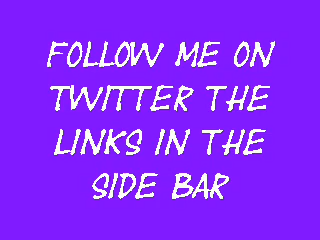 FOLLOW ME ON
TWITTER THE
LINKS IN THE
SIDE BAR